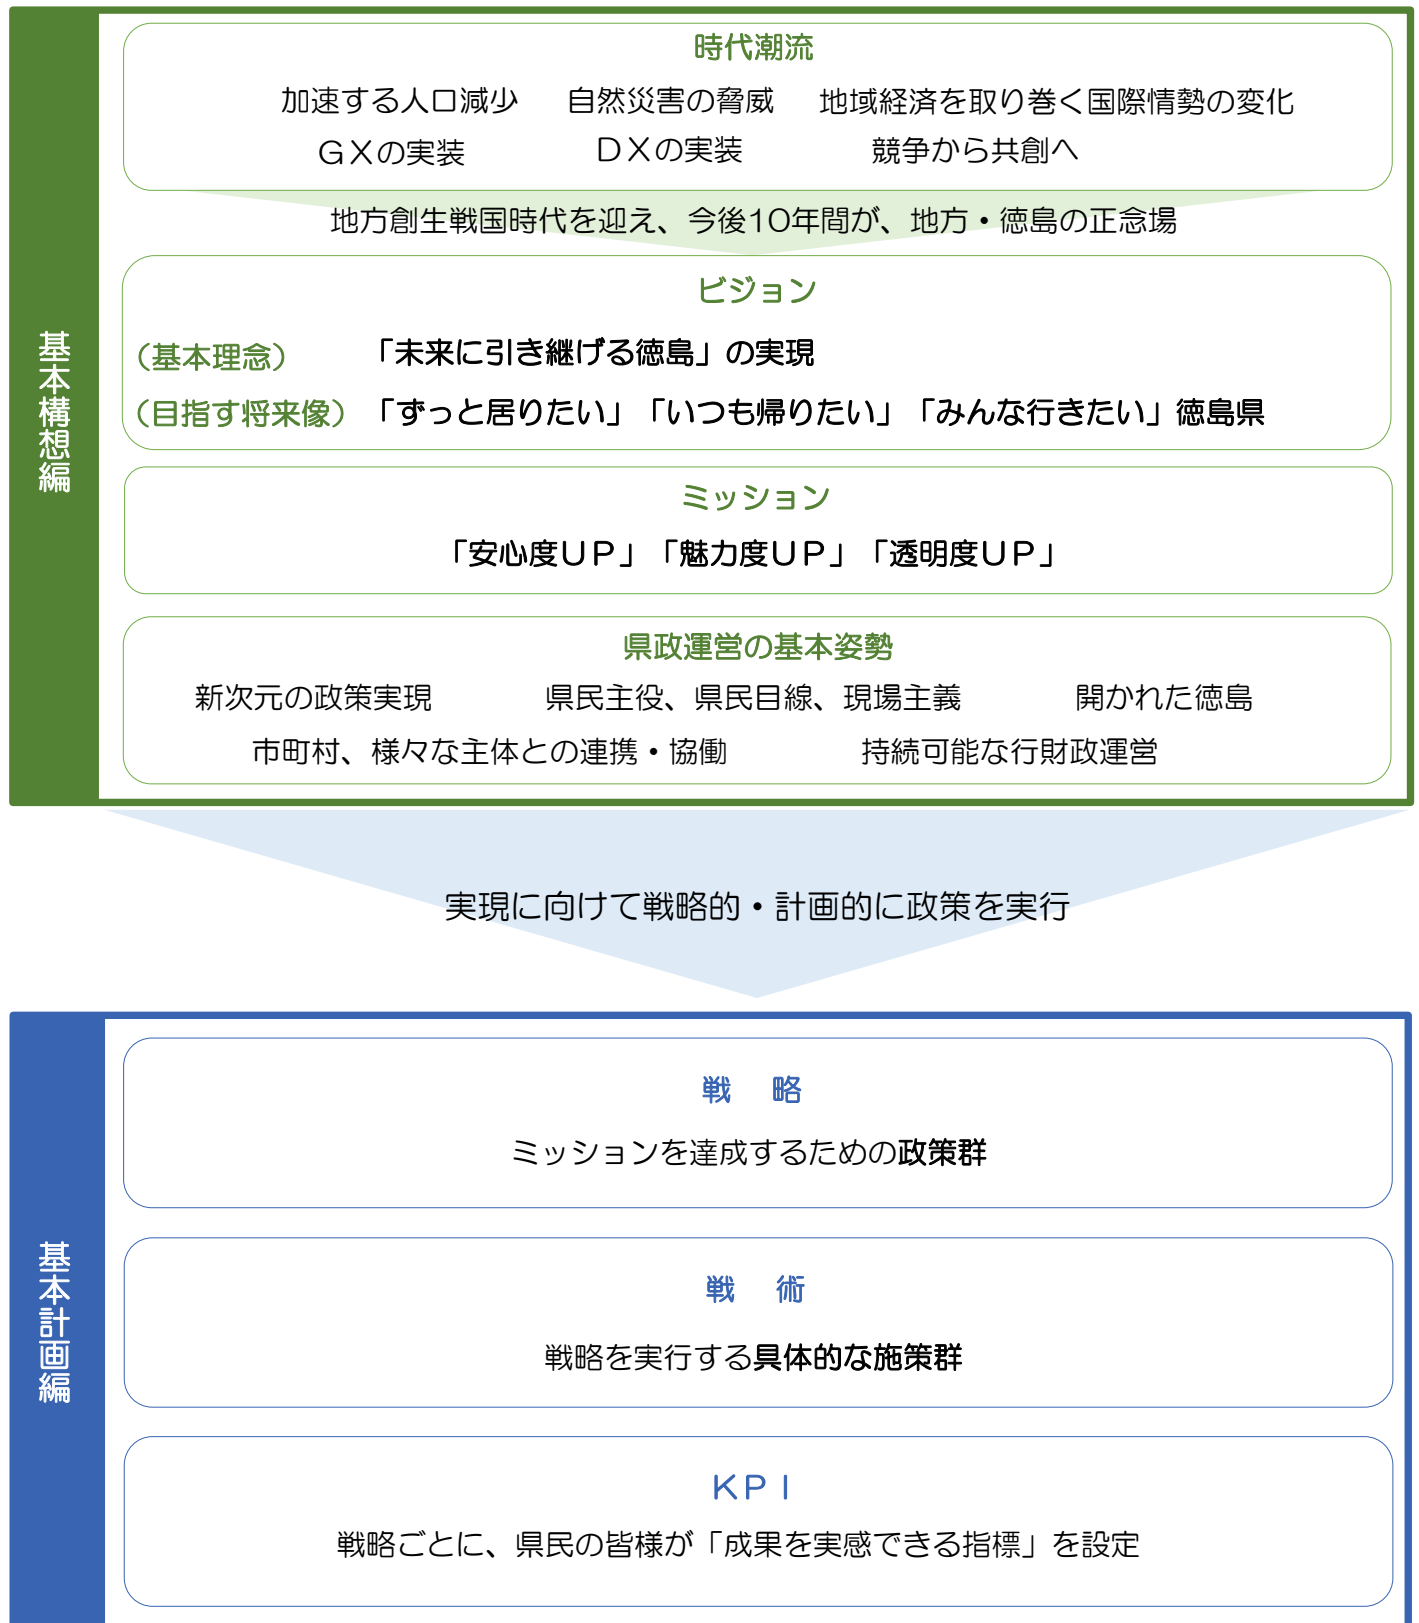 基本構想編
時代潮流
加速する人口減少　自然災害の脅威　地域経済を取り巻く国際情勢の変化
ＧＸの実装　ＤＸの実装　競争から共創へ
地方創生戦国時代を迎え、今後10年間が、地方・徳島の正念場
ビジョン
（基本理念）　「未来に引き継げる徳島」の実現
（目指す将来像）「ずっと居りたい」「いつも帰りたい」「みんな行きたい」徳島県
ミッション
「安心度ＵＰ」「魅力度ＵＰ」「透明度ＵＰ」
県政運営の基本姿勢
新次元の政策実現　県民主役、県民目線、現場主義　開かれた徳島
市町村、様々な主体との連携・協働　持続可能な行財政運営
実現に向けて戦略的・計画的に政策を実行
基本計画編
戦　略
ミッションを達成するための政策群
戦　術
戦略を実行する具体的な施策群
ＫＰＩ
戦略ごとに、県民の皆様が「成果を実感できる指標」を設定